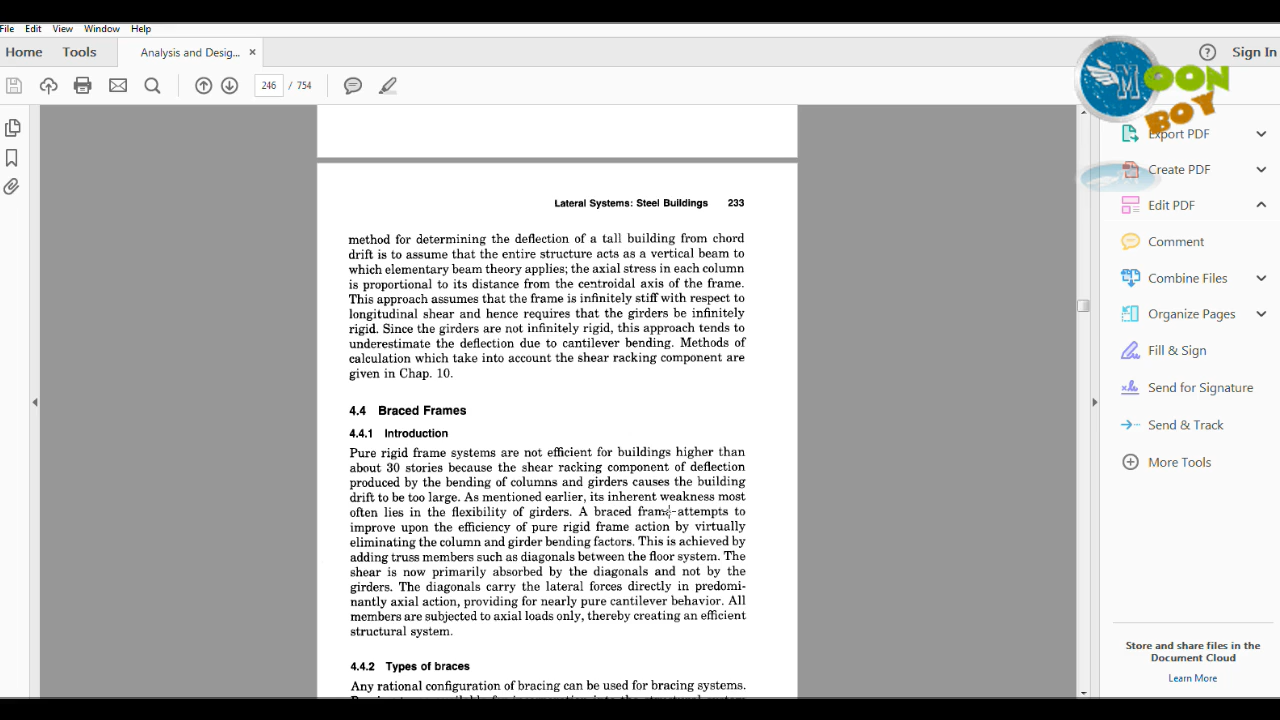 File Edit View Window Help
Home Tools Analysis and Desig... × Sign In
246 / 754
MOON
BOY
Export PDF
Create PDF
Edit PDF
Comment
Combine Files
Organize Pages
Fill & Sign
Send for Signature
Send & Track
More Tools
Store and share files in the
Document Cloud
Learn More
Lateral Systems: Steel Buildings 233
method for determining the deflection of a tall building from chord
drift is to assume that the entire structure acts as a vertical beam to
which elementary beam theory applies; the axial stress in each column
is proportional to its distance from the centroidal axis of the frame.
This approach assumes that the frame is infinitely stiff with respect to
longitudinal shear and hence requires that the girders be infinitely
rigid. Since the girders are not infinitely rigid, this approach tends to
underestimate the deflection due to cantilever bending. Methods of
calculation which take into account the shear racking component are
given in Chap. 10.
4.4 Braced Frames
4.4.1 Introduction
Pure rigid frame systems are not efficient for buildings higher than
about 30 stories because the shear racking component of deflection
produced by the bending of columns and girders causes the building
drift to be too large. As mentioned earlier, its inherent weakness most
often lies in the flexibility of girders. A braced frame attempts to
improve upon the efficiency of pure rigid frame action by virtually
eliminating the column and girder bending factors. This is achieved by
adding truss members such as diagonals between the floor system. The
shear is now primarily absorbed by the diagonals and not by the
girders. The diagonals carry the lateral forces directly in predomi-
nantly axial action, providing for nearly pure cantilever behavior. All
members are subjected to axial loads only, thereby creating an efficient
structural system.
4.4.2 Types of braces
Any rational configuration of bracing can be used for bracing systems.